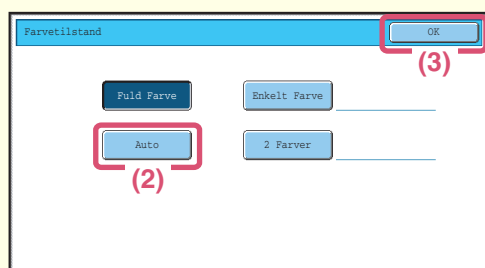 Farvetilstand
OK
(3)
Fuld Farve
Enkelt Farve
Auto
2 Farver
(2)